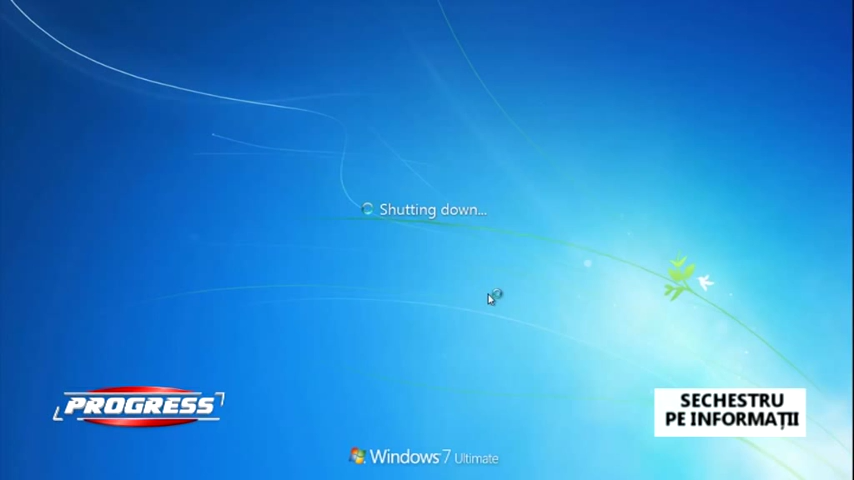 Shutting down...
PROGRESS
SECHESTRU
PE INFORMAȚII
Windows 7 Ultimate